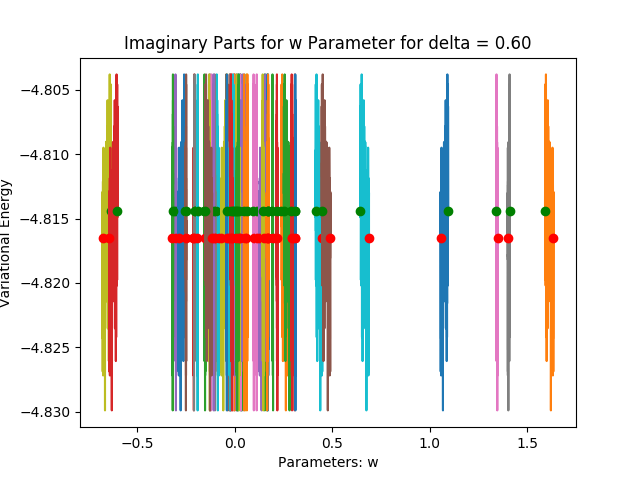 Imaginary Parts for w Parameter for delta = 0.60
Variational Energy
−4.805
−4.810
−4.815
−4.820
−4.825
−4.830
−0.5 0.0 0.5 1.0 1.5
Parameters: w